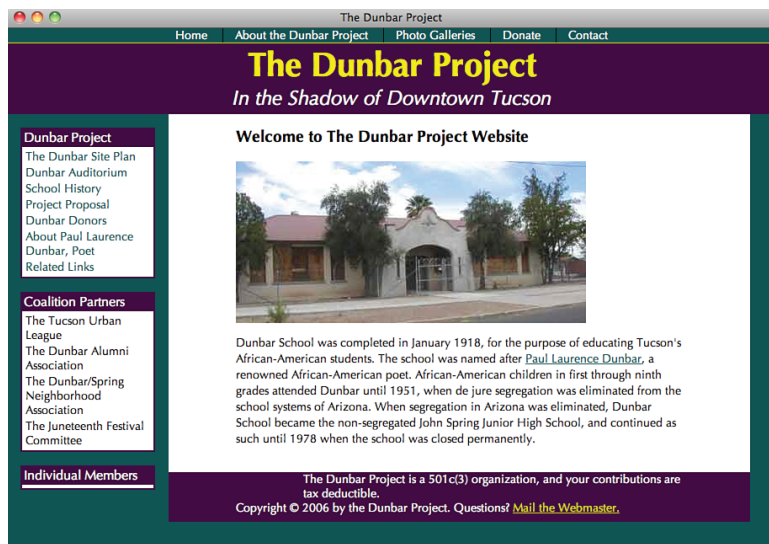 The Dunbar Project
Home About the Dunbar Project Photo Galleries Donate Contact
The Dunbar Project
In the Shadow of Downtown Tucson
Dunbar Project
The Dunbar Site Plan
Dunbar Auditorium
School History
Project Proposal
Dunbar Donors
About Paul Laurence
Dunbar, Poet
Related Links
Coalition Partners
The Tucson Urban
League
The Dunbar Alumni
Association
The Dunbar/Spring
Neighborhood
Association
The Juneteenth Festival
Committee
Individual Members
Welcome to The Dunbar Project Website
Dunbar School was completed in January 1918, for the purpose of educating Tucson's
African-American students. The school was named after Paul Laurence Dunbar, a
renowned African-American poet. African-American children in first through ninth
grades attended Dunbar until 1951, when de jure segregation was eliminated from the
school systems of Arizona. When segregation in Arizona was eliminated, Dunbar
School became the non-segregated John Spring Junior High School, and continued as
such until 1978 when the school was closed permanently.
The Dunbar Project is a 501c(3) organization, and your contributions are
tax deductible.
Copyright © 2006 by the Dunbar Project. Questions? Mail the Webmaster.